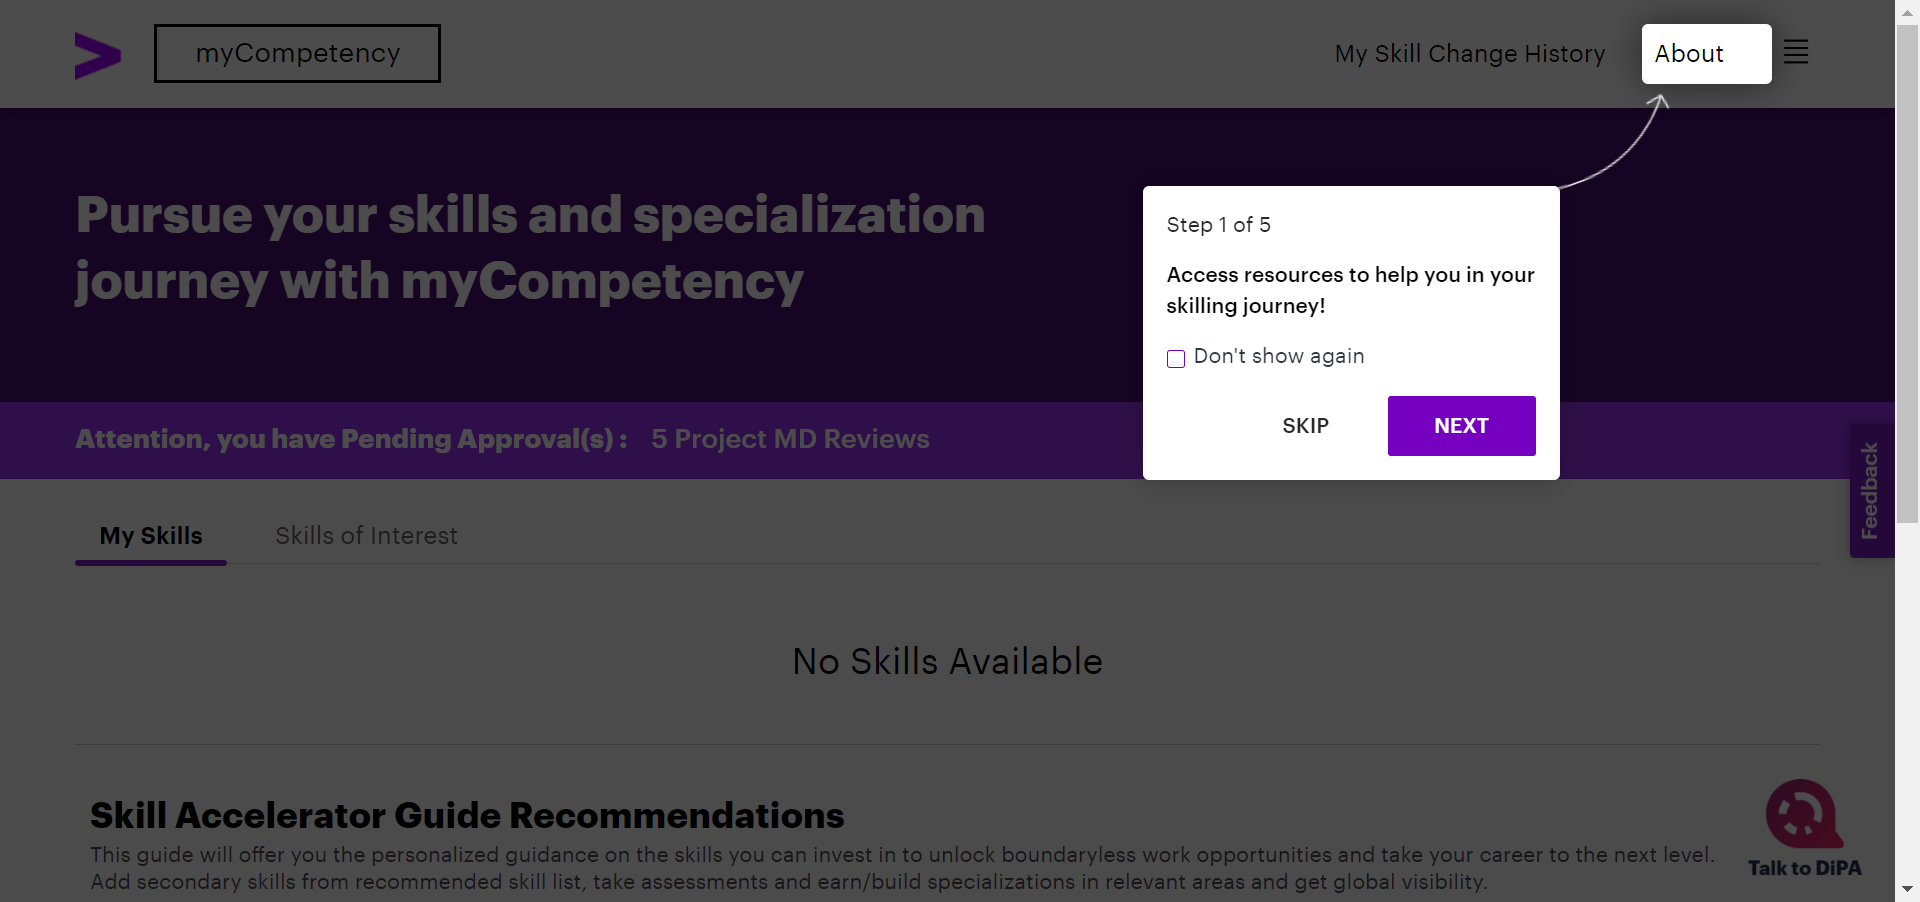 myCompetency
My Skill Change History
About
Pursue your skills and specialization
journey with myCompetency
Step 1 of 5
Access resources to help you in your
skilling journey!
Don't show again
SKIP
NEXT
Attention, you have Pending Approval(s) : 5 Project MD Reviews
Feedback
My Skills
Skills of Interest
No Skills Available
Skill Accelerator Guide Recommendations
This guide will offer you the personalized guidance on the skills you can invest in to unlock boundaryless work opportunities and take your career to the next level.
Add secondary skills from recommended skill list, take assessments and earn/build specializations in relevant areas and get global visibility.
Talk to DiPA